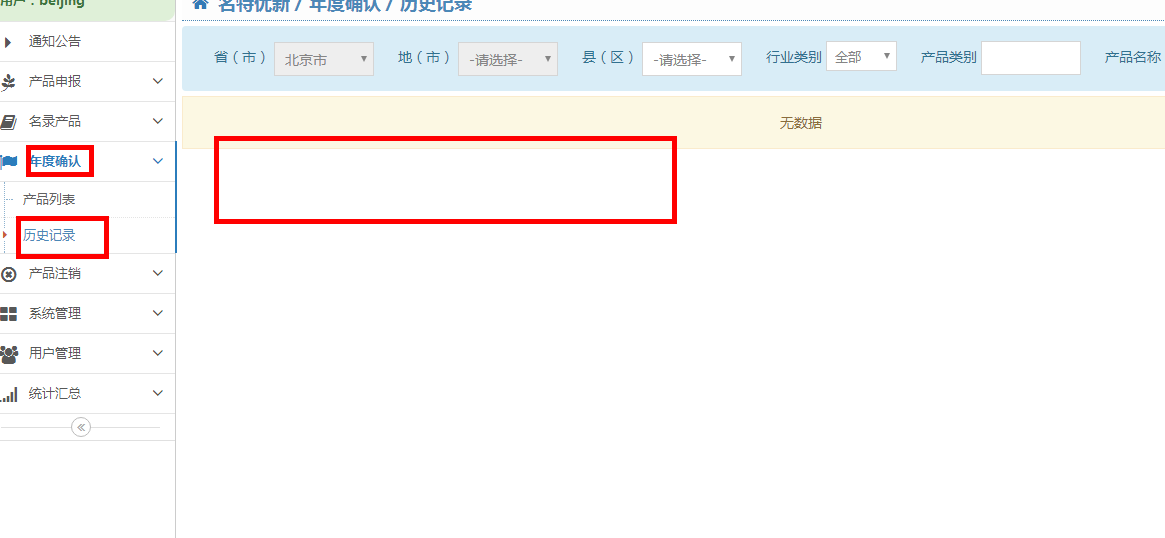 用户：beijing
通知公告
产品申报
名录产品
年度确认
产品列表
历史记录
产品注销
系统管理
用户管理
统计汇总
名特优新 / 年度确认 / 历史记录
省（市） 北京市 地（市） -请选择- 县（区） -请选择- 行业类别 全部 产品类别 产品名称
无数据